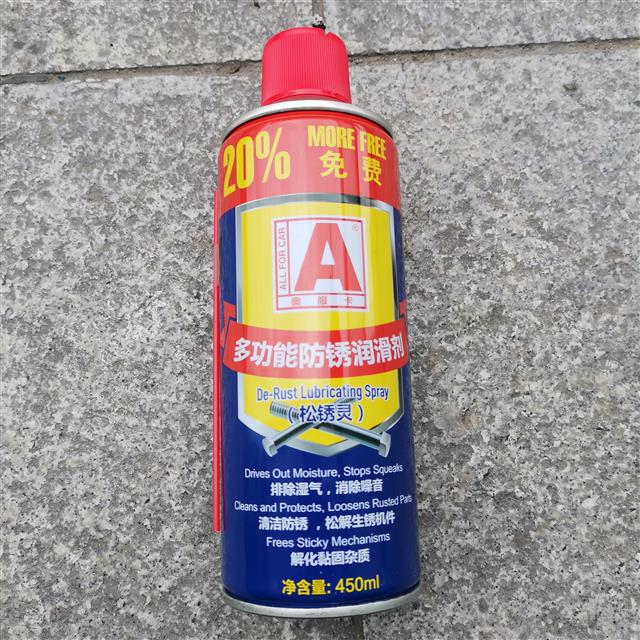 20% MORE FREE
免费
ALL FOR CAR
A®
奥服卡
多功能防锈润滑剂
De-Rust Lubricating Spray
（松锈灵）
Drives Out Moisture, Stops Squeaks
排除湿气，消除噪音
Cleans and Protects, Loosens Rusted Parts
清洁防锈，松解生锈机件
Frees Sticky Mechanisms
解化黏固杂质
净含量: 450ml